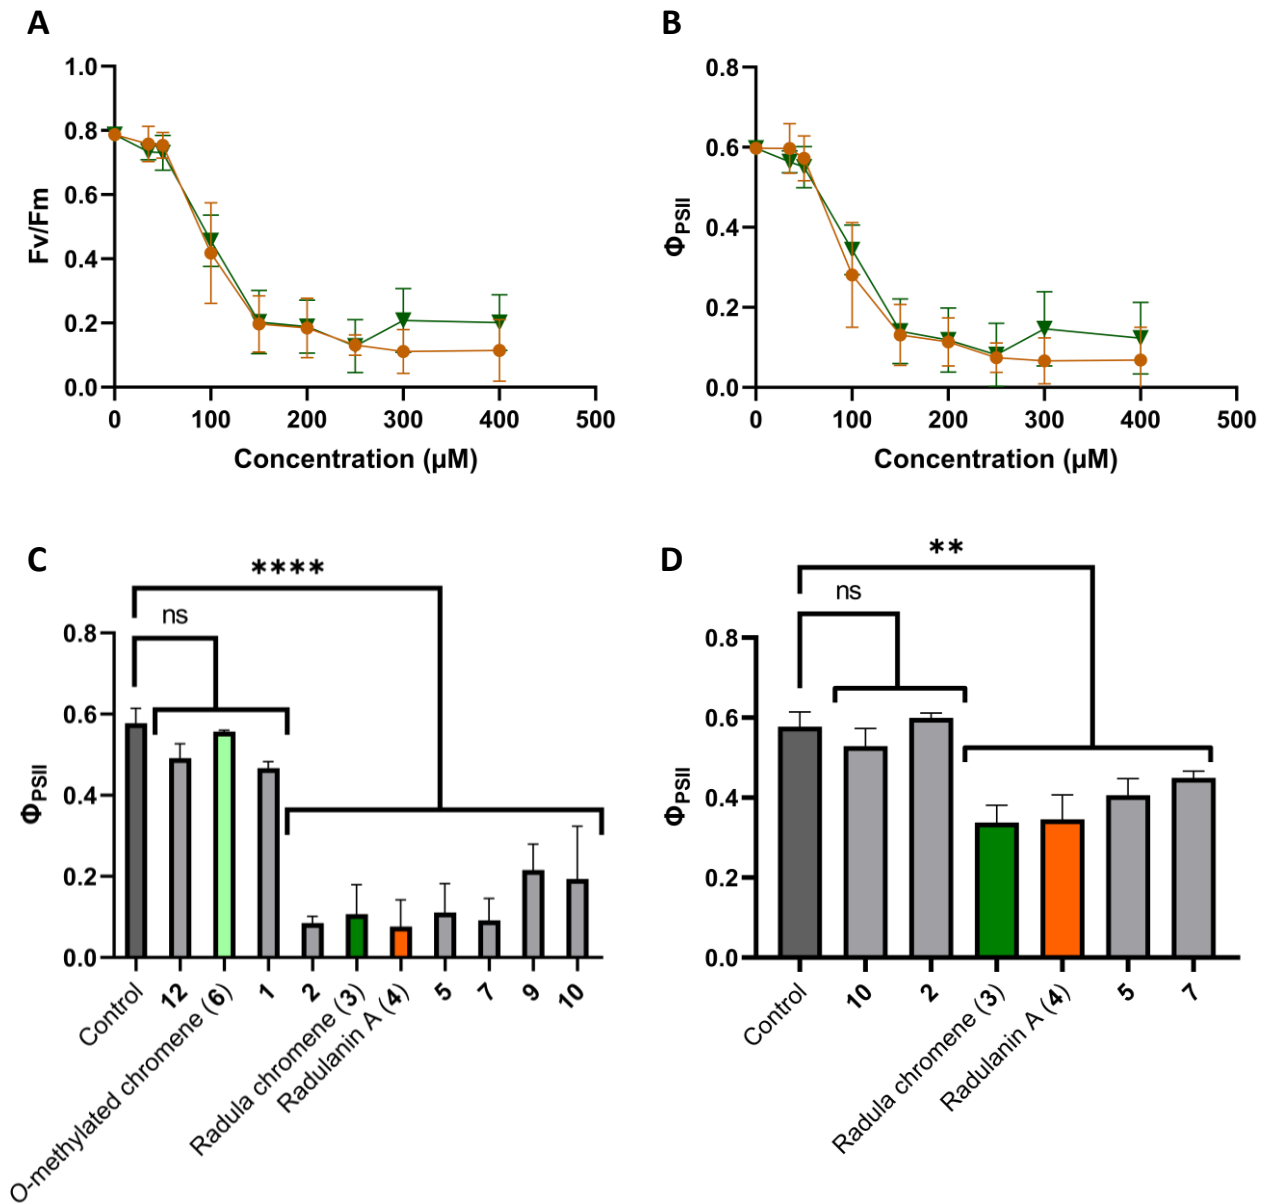 A
1.0
0.8
0.6
0.4
0.2
0.0
Fv/Fm
0
100
200
300
400
500
Concentration (µM)
B
0.8
0.6
0.4
0.2
0.0
ΦPSII
0
100
200
300
400
500
Concentration (µM)
C
****
ns
0.8
0.6
0.4
0.2
0.0
ΦPSII
Control
12
O-methylated chromene (6)
1
2
Radula chromene (3)
Radulanin A (4)
5
7
9
10
D
**
ns
0.8
0.6
0.4
0.2
0.0
ΦPSII
Control
10
2
Radula chromene (3)
Radulanin A (4)
5
7